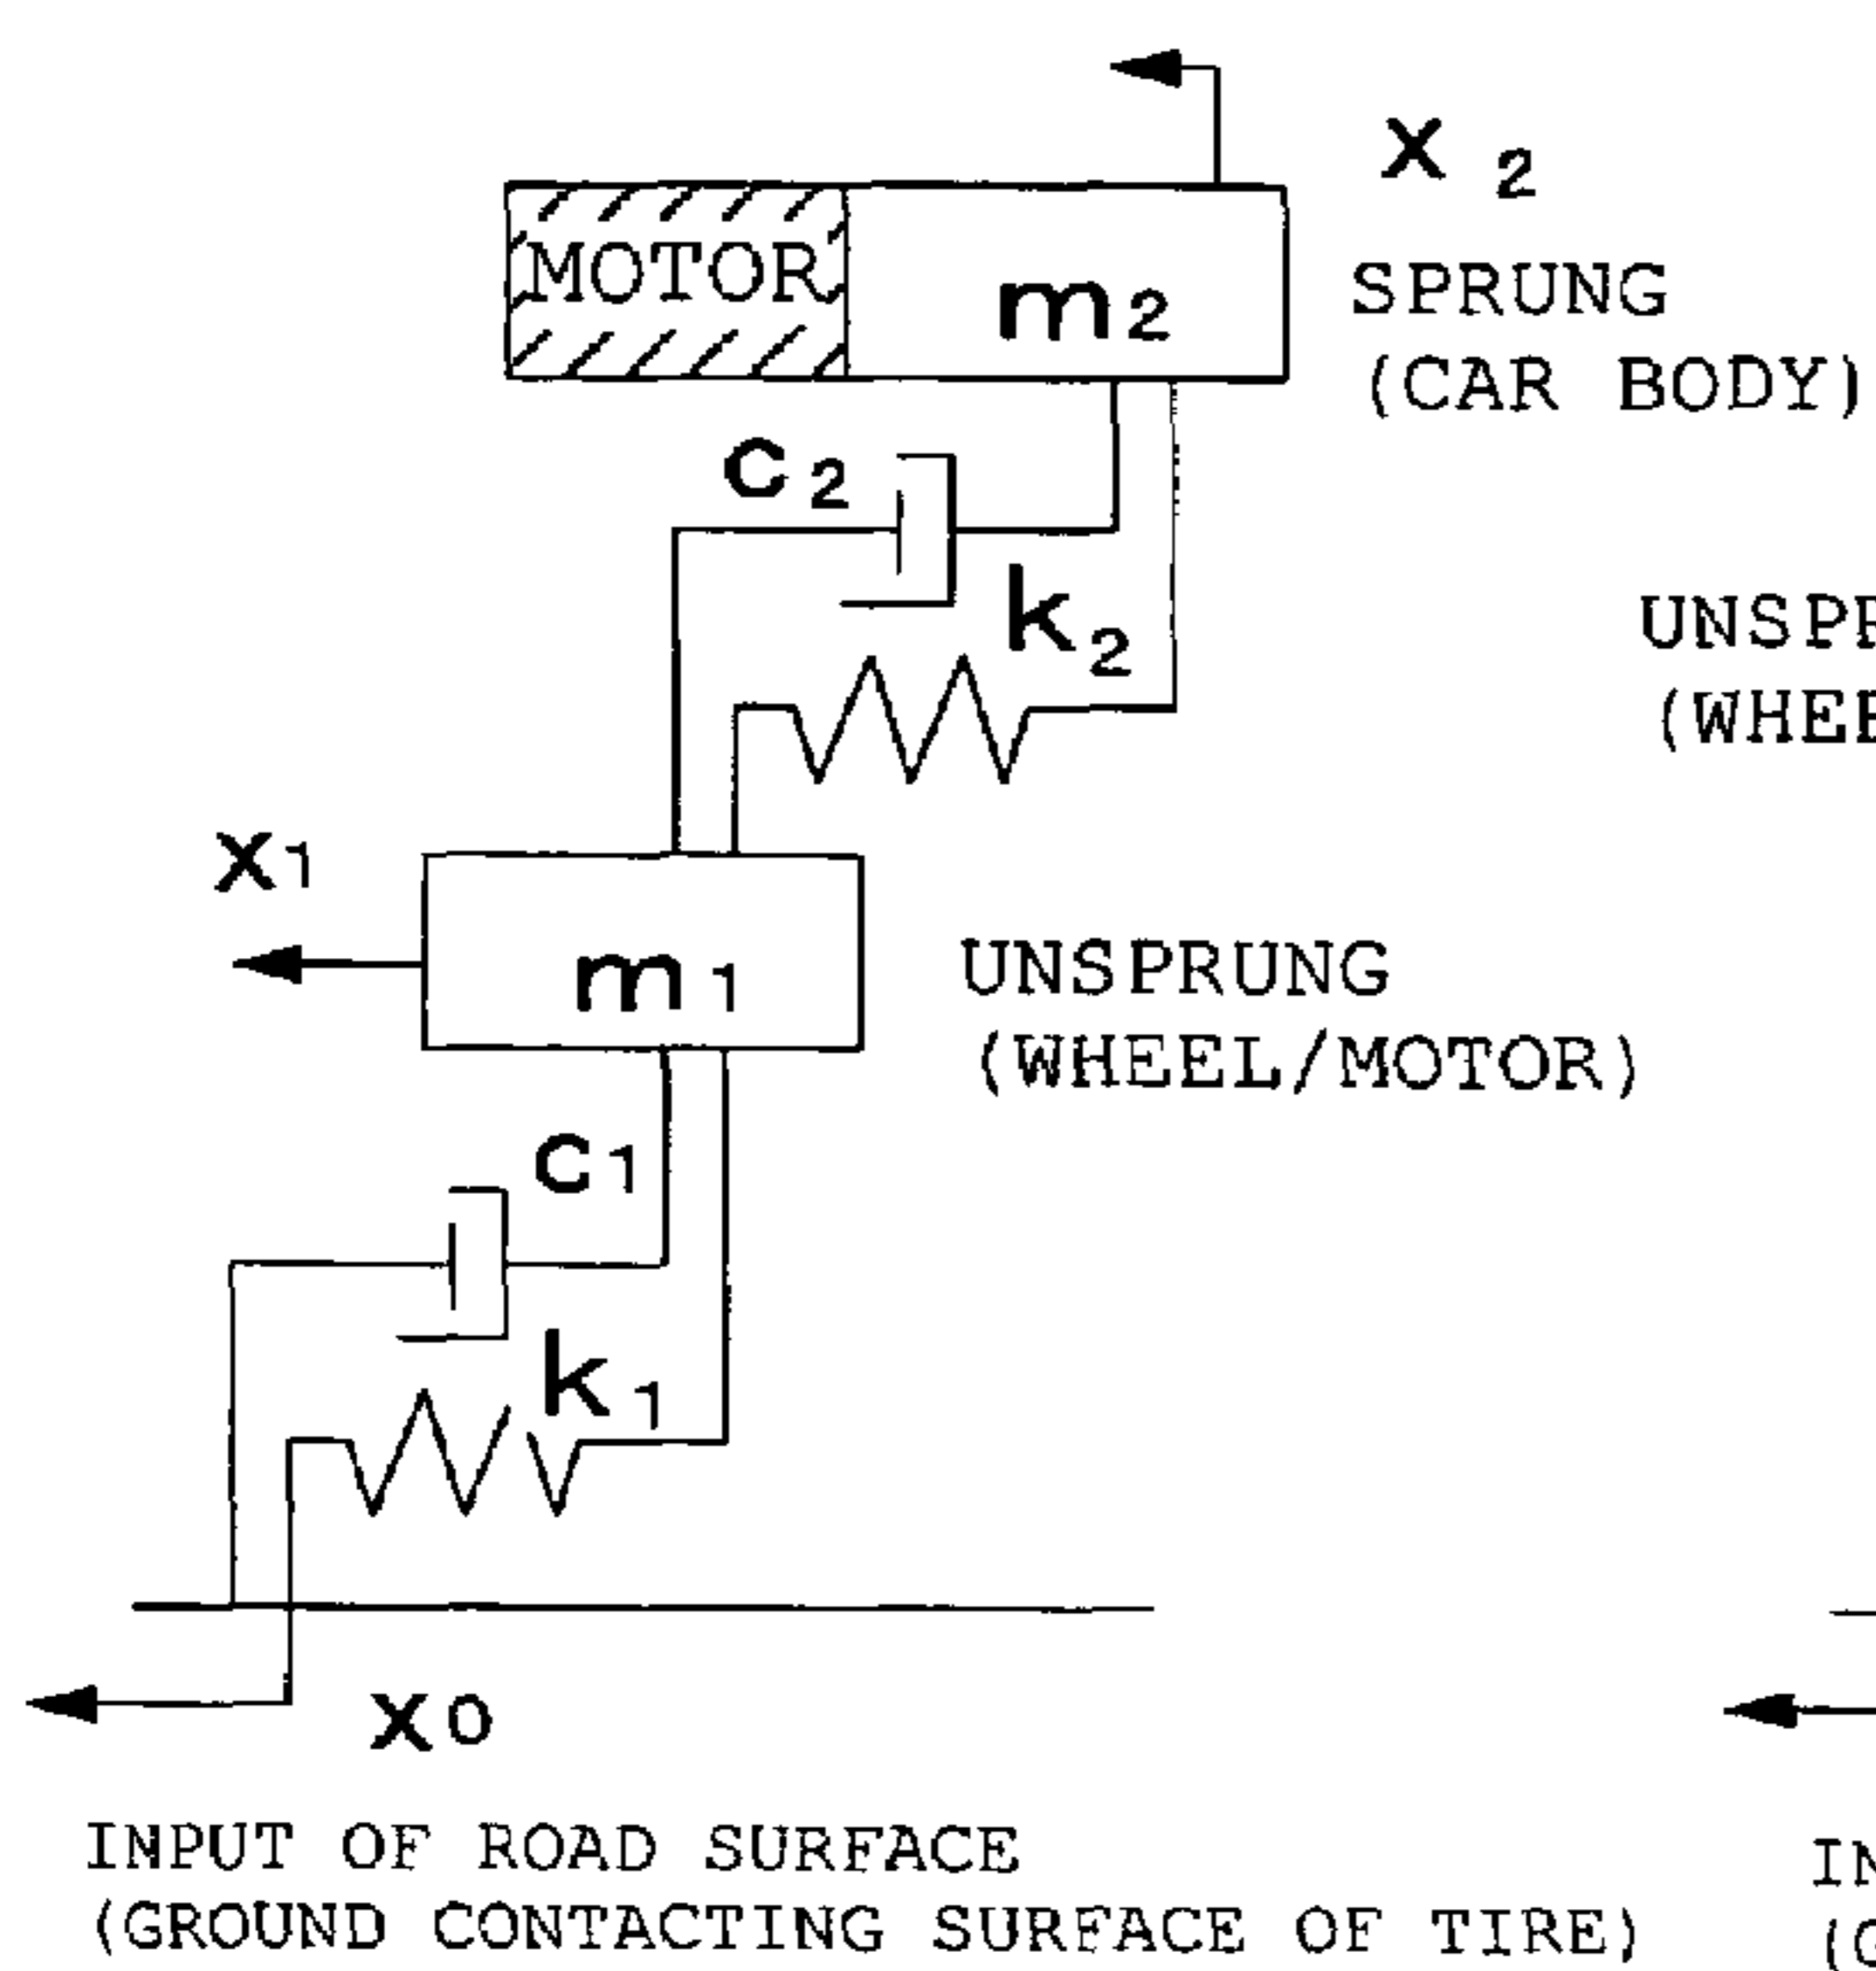 x 2
MOTOR
m2
SPRUNG
(CAR BODY)
c2
k2
x1
m1
UNSPRUNG
(WHEEL/MOTOR)
c1
k1
x0
INPUT OF ROAD SURFACE
(GROUND CONTACTING SURFACE OF TIRE)